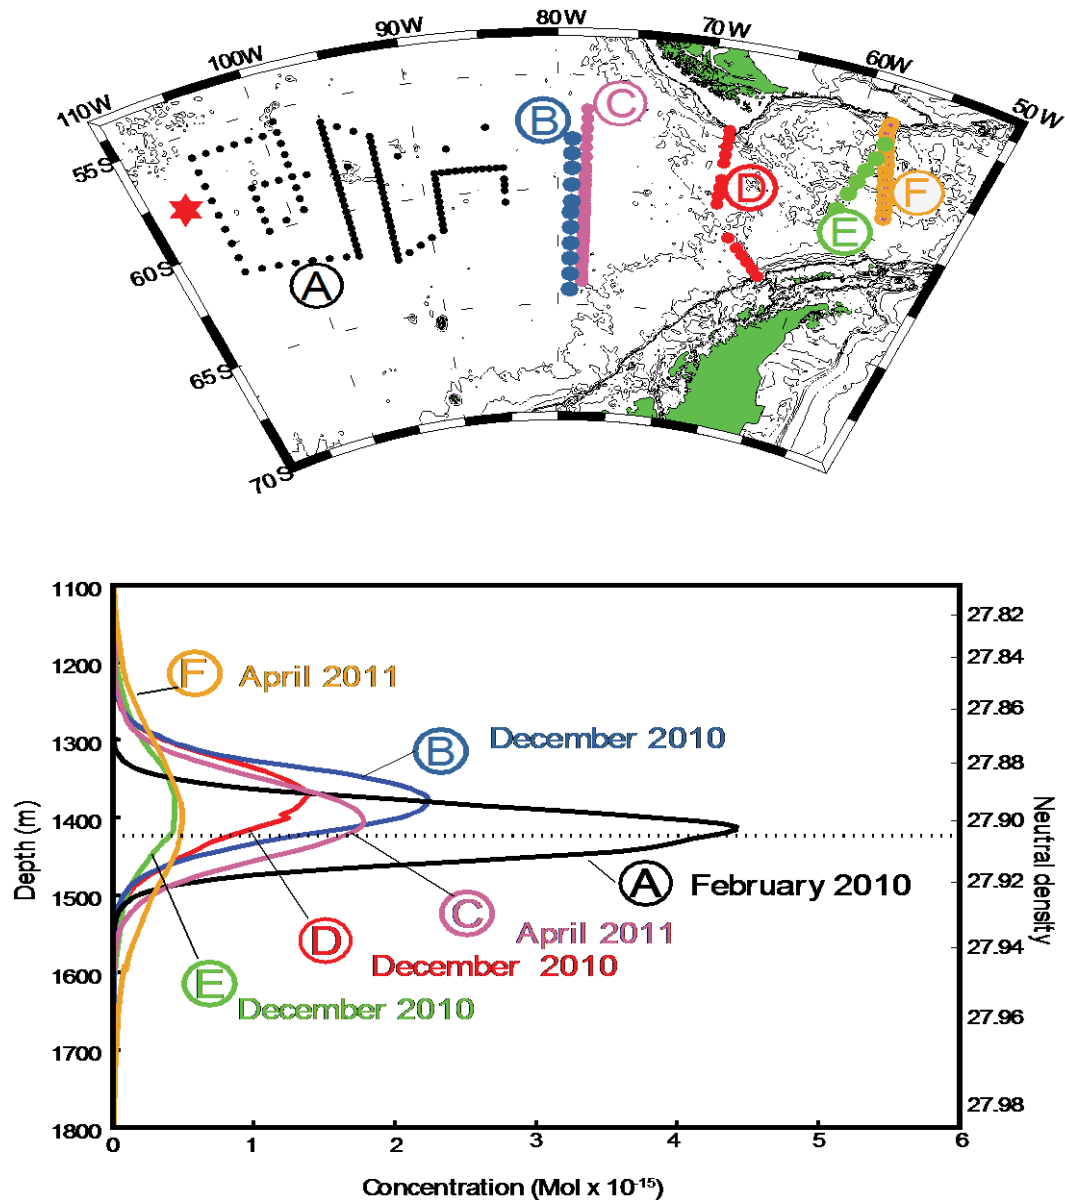 110W
100W
90W
80W
70W
60W
50W
55S
60S
65S
70S
A
B
C
D
E
F
1100
1200
1300
1400
1500
1600
1700
1800
Depth (m)
0
1
2
3
4
5
6
Concentration (Mol x 10-15)
27.82
27.84
27.86
27.88
27.90
27.92
27.94
27.96
27.98
Neutral density
F April 2011
B December 2010
A February 2010
C April 2011
D December 2010
E December 2010